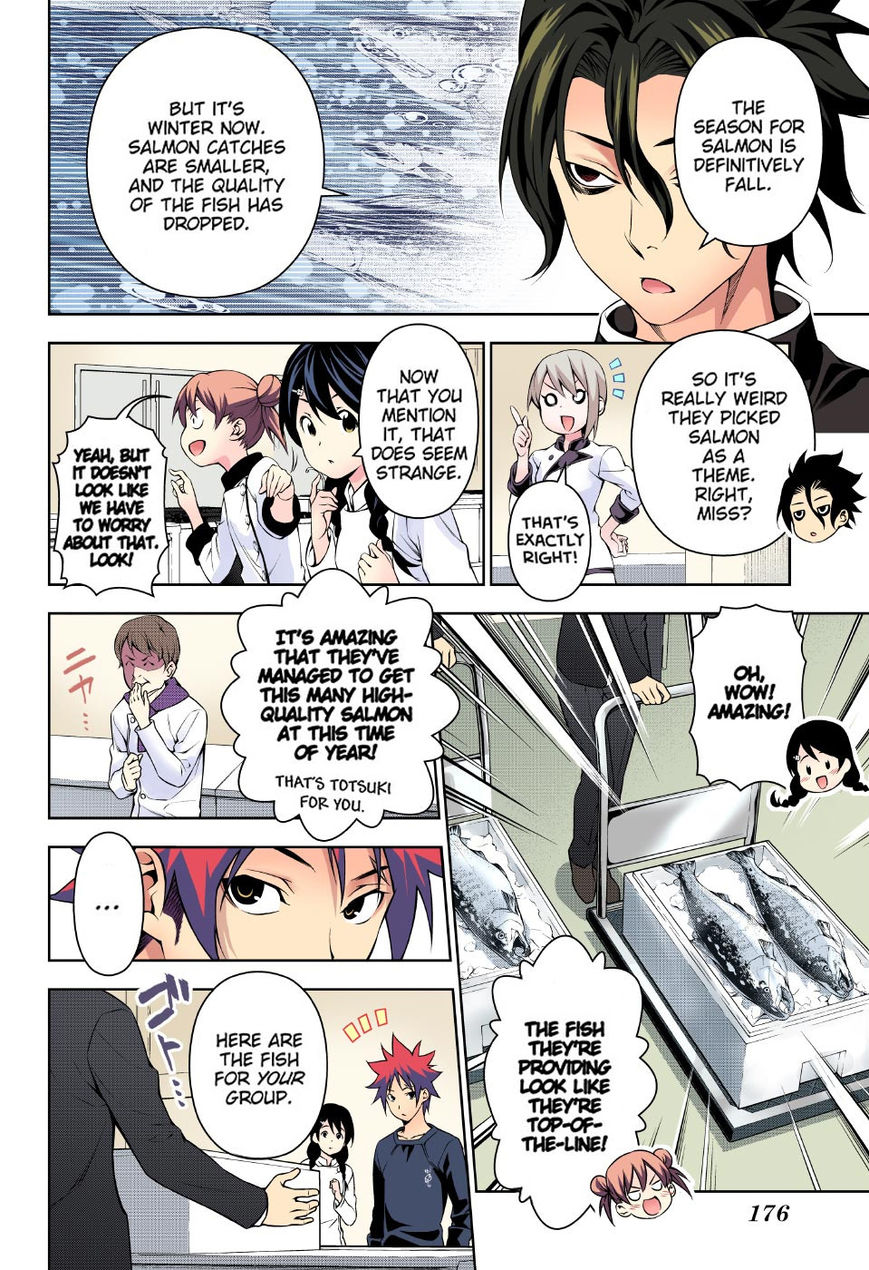 THE
SEASON FOR
SALMON IS
DEFINITIVELY
FALL.
BUT IT'S
WINTER NOW.
SALMON CATCHES
ARE SMALLER,
AND THE QUALITY
OF THE FISH HAS
DROPPED.
SO IT'S
REALLY WEIRD
THEY PICKED
SALMON
AS A
THEME.
RIGHT,
MISS?
THAT'S
EXACTLY
RIGHT!
NOW
THAT YOU
MENTION
IT, THAT
DOES SEEM
STRANGE.
YEAH, BUT
IT DOESN'T
LOOK LIKE
WE HAVE
TO WORRY
ABOUT THAT.
LOOK!
OH,
WOW!
AMAZING!
THE FISH
THEY'RE
PROVIDING
LOOK LIKE
THEY'RE
TOP-OF-
THE-LINE!
IT'S AMAZING
THAT THEY'VE
MANAGED TO GET
THIS MANY HIGH-
QUALITY SALMON
AT THIS TIME
OF YEAR!
THAT'S TOTSUKI
FOR YOU.
ニヤ…
...
ゴト…
HERE ARE
THE FISH
FOR YOUR
GROUP.
176